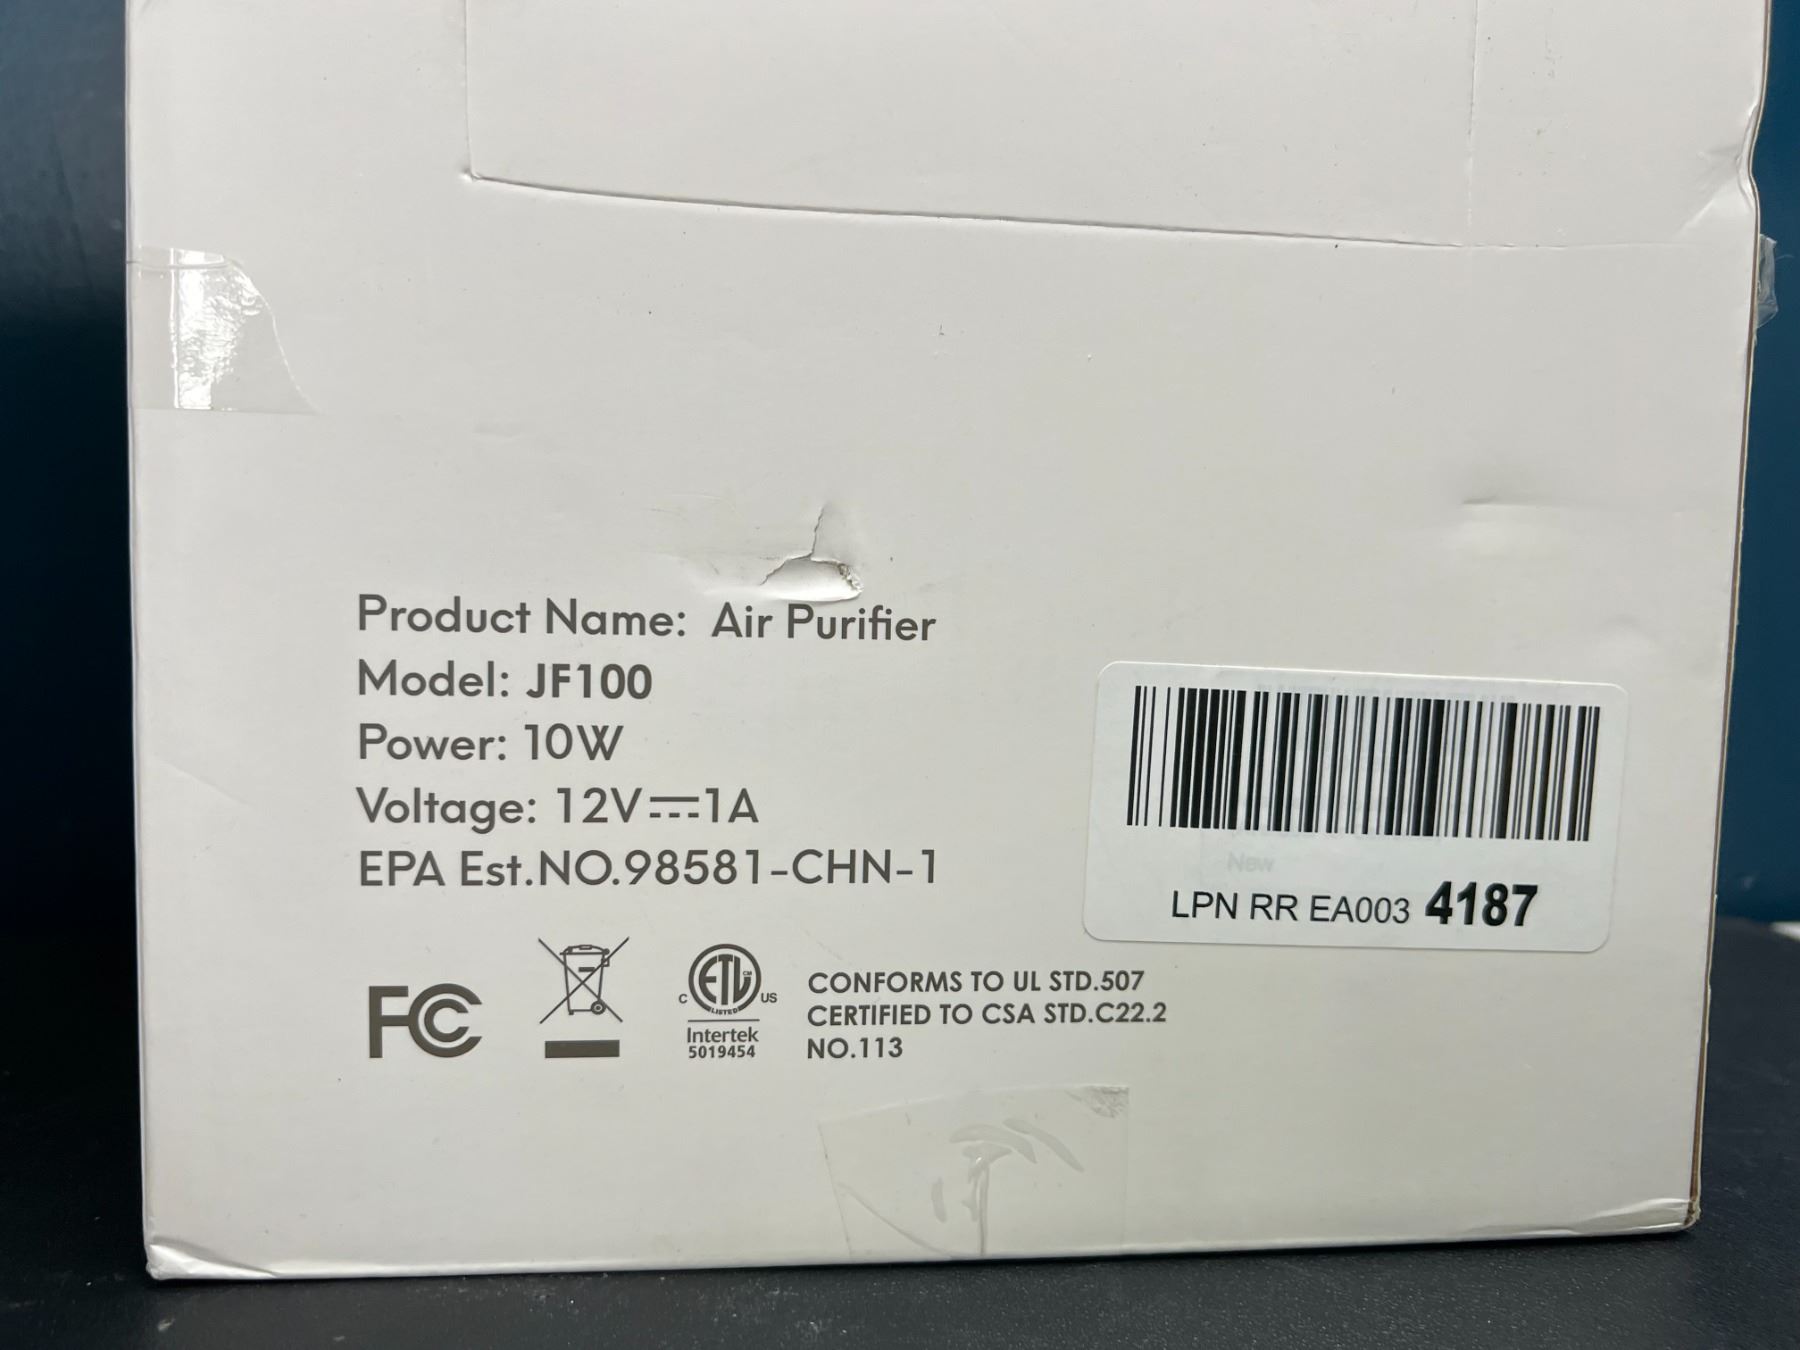 Product Name: Air Purifier
Model: JF100
Power: 10W
Voltage: 12V⎓1A
EPA Est.NO.98581-CHN-1
New
LPN RR EA003 4187
FC
C ETL CM US
LISTED
Intertek
5019454
CONFORMS TO UL STD.507
CERTIFIED TO CSA STD.C22.2
NO.113